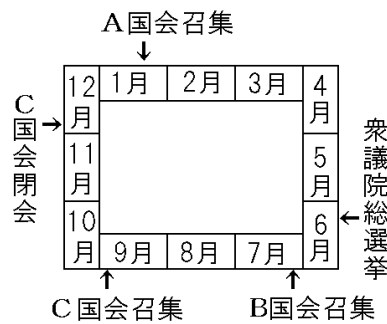 A国会召集
1月 2月 3月
4月
5月
6月
7月
8月
9月
10月
11月
12月
C国会閉会
衆議院総選挙
C国会召集
B国会召集